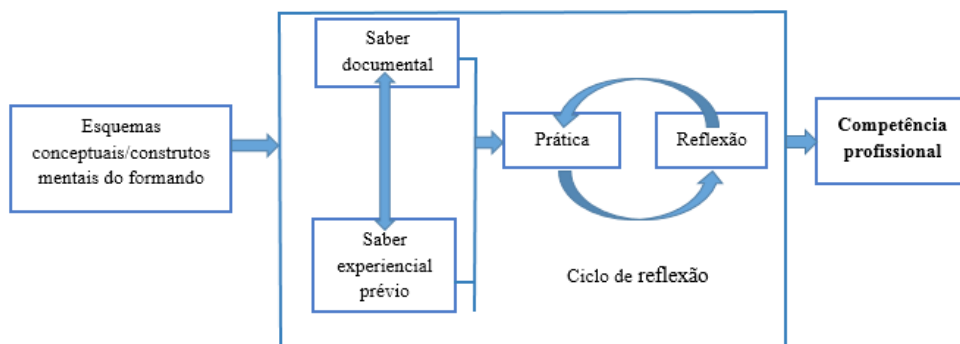 Esquemas
conceptuais/construtos
mentais do formando
Saber
documental
Saber
experiencial
prévio
Prática
Reflexão
Ciclo de reflexão
Competência
profissional